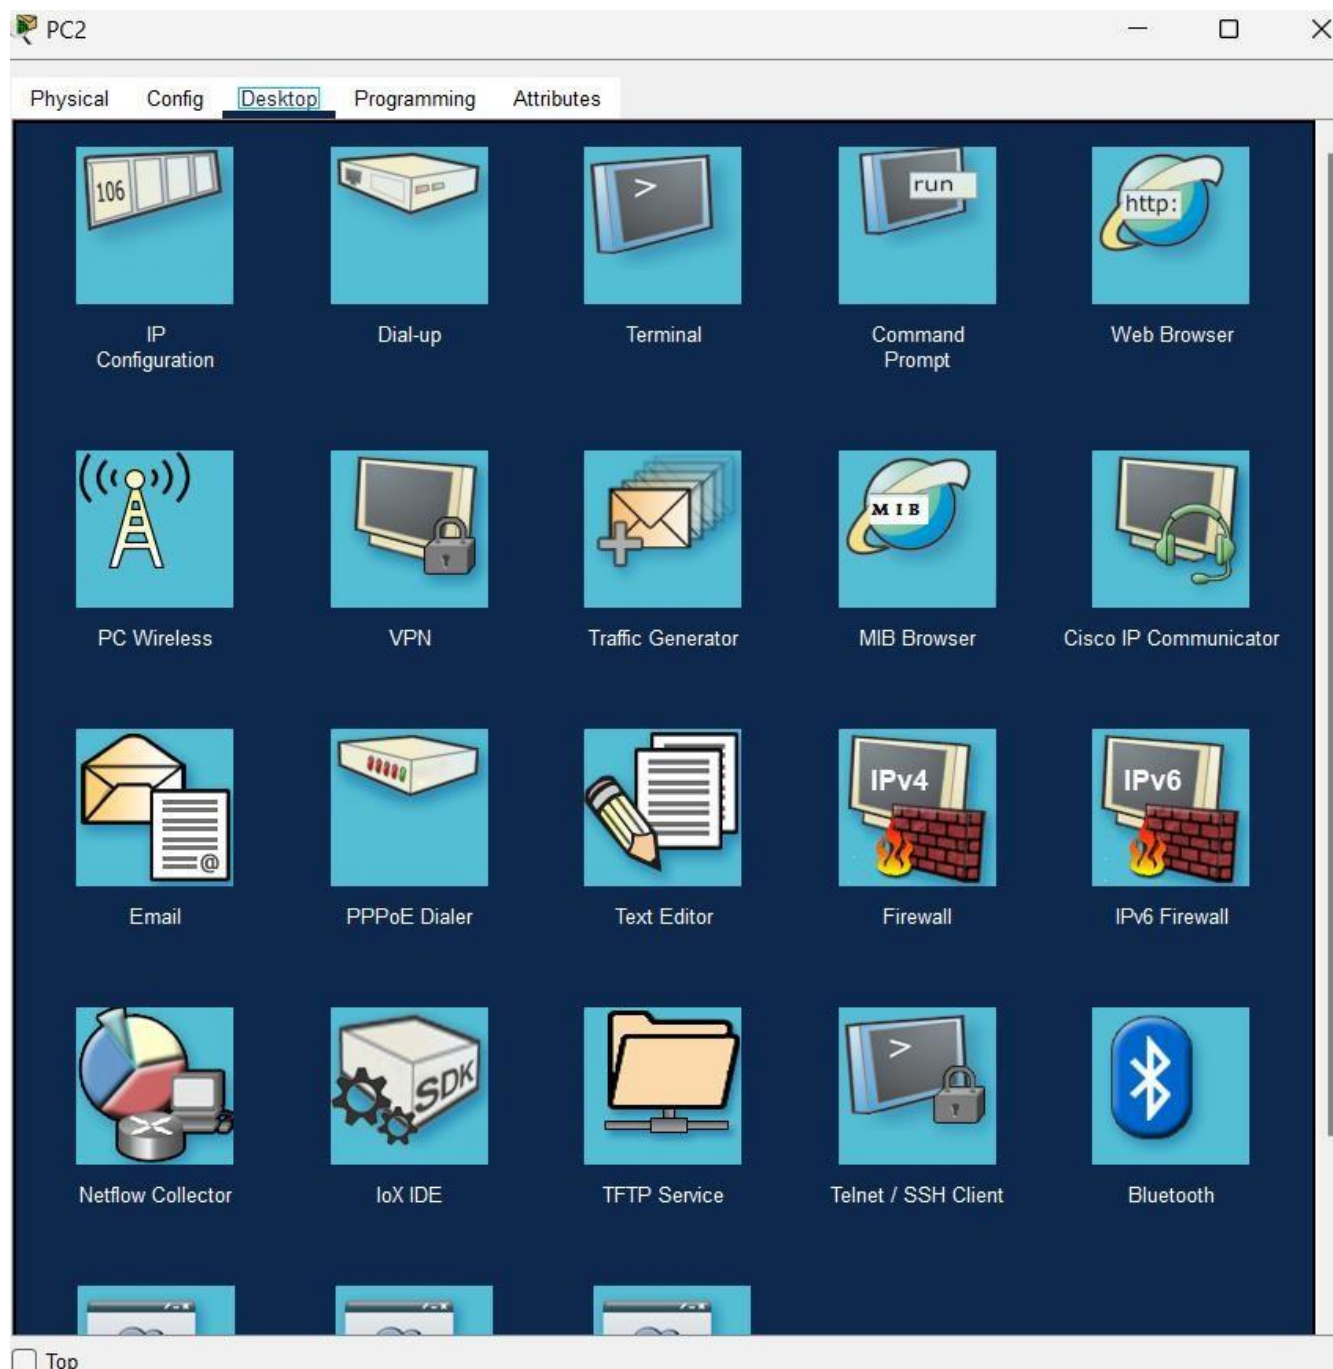 PC2
Physical Config Desktop Programming Attributes
106
>
run
http:
IP
Configuration
Dial-up
Terminal
Command
Prompt
Web Browser
MIB
PC Wireless
VPN
Traffic Generator
MIB Browser
Cisco IP Communicator
@
IPv4
IPv6
Email
PPPoE Dialer
Text Editor
Firewall
IPv6 Firewall
SDK
>
Netflow Collector
IoX IDE
TFTP Service
Telnet / SSH Client
Bluetooth
Top